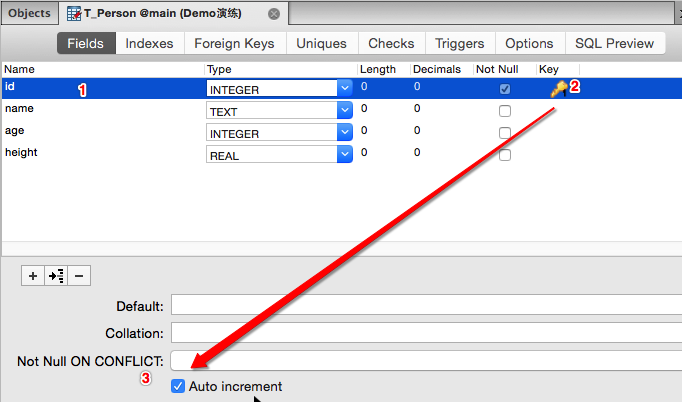 Objects T_Person @main (Demo演练)
Fields Indexes Foreign Keys Uniques Checks Triggers Options SQL Preview
Name Type Length Decimals Not Null Key
id 1 INTEGER 0 0 2
name TEXT 0 0
age INTEGER 0 0
height REAL 0 0
Default:
Collation:
Not Null ON CONFLICT:
3 Auto increment